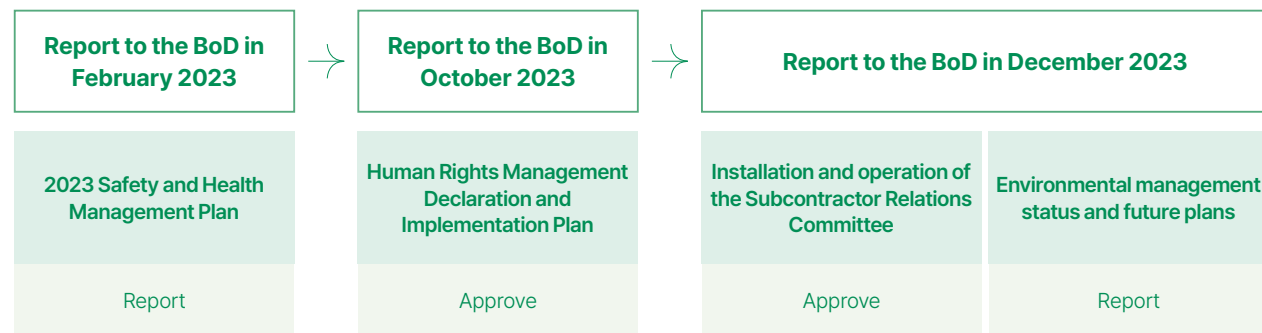 Report to the BoD in
February 2023
Report to the BoD in
October 2023
Report to the BoD in December 2023
2023 Safety and Health
Management Plan
Human Rights Management
Declaration and
Implementation Plan
Installation and operation of
the Subcontractor Relations
Committee
Environmental management
status and future plans
Report
Approve
Approve
Report